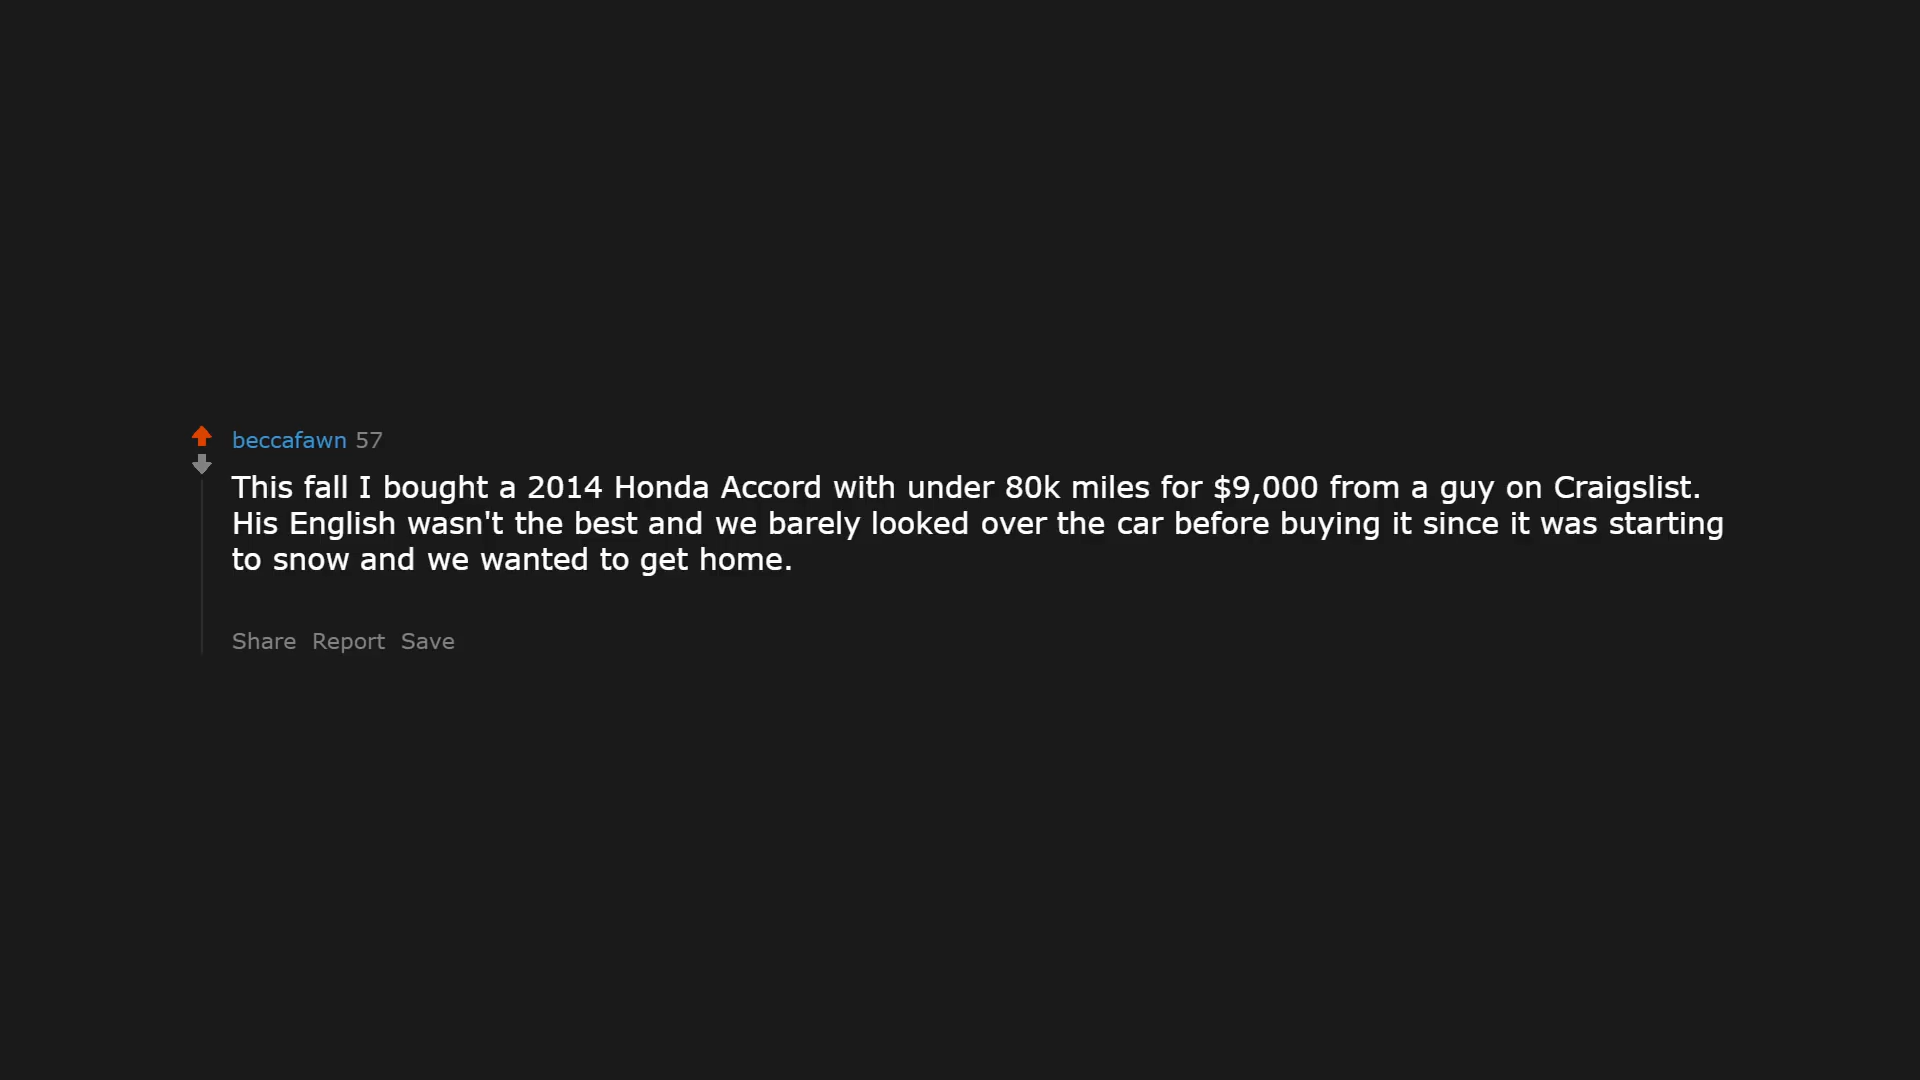 beccafawn 57
This fall I bought a 2014 Honda Accord with under 80k miles for $9,000 from a guy on Craigslist.
His English wasn't the best and we barely looked over the car before buying it since it was starting
to snow and we wanted to get home.
Share Report Save